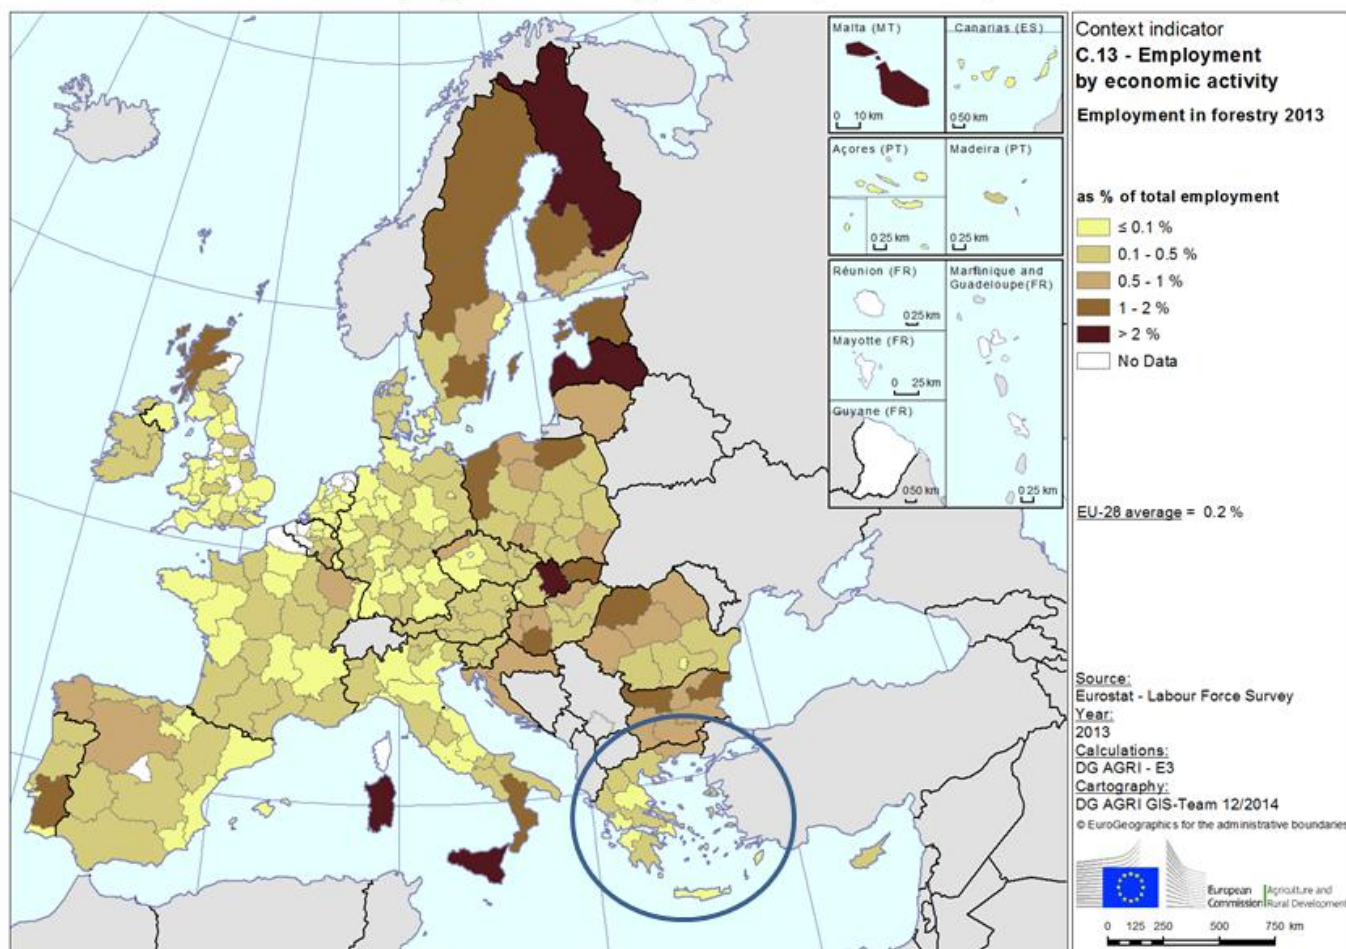 Malta (MT)
0 10 km
Canarias (ES)
0 50 km
Açores (PT)
0 25 km
Madeira (PT)
0 25 km
Réunion (FR)
0 25 km
Mayotte (FR)
0 25 km
Guyane (FR)
0 50 km
Martinique and
Guadeloupe (FR)
0 25 km
Context indicator
C.13 - Employment
by economic activity
Employment in forestry 2013
as % of total employment
≤ 0.1 %
0.1 - 0.5 %
0.5 - 1 %
1 - 2 %
> 2 %
No Data
EU-28 average = 0.2 %
Source:
Eurostat - Labour Force Survey
Year:
2013
Calculations:
DG AGRI - E3
Cartography:
DG AGRI GIS-Team 12/2014
© EuroGeographics for the administrative boundaries
European
Commission
Agriculture and
Rural Development
0 125 250 500 750 km